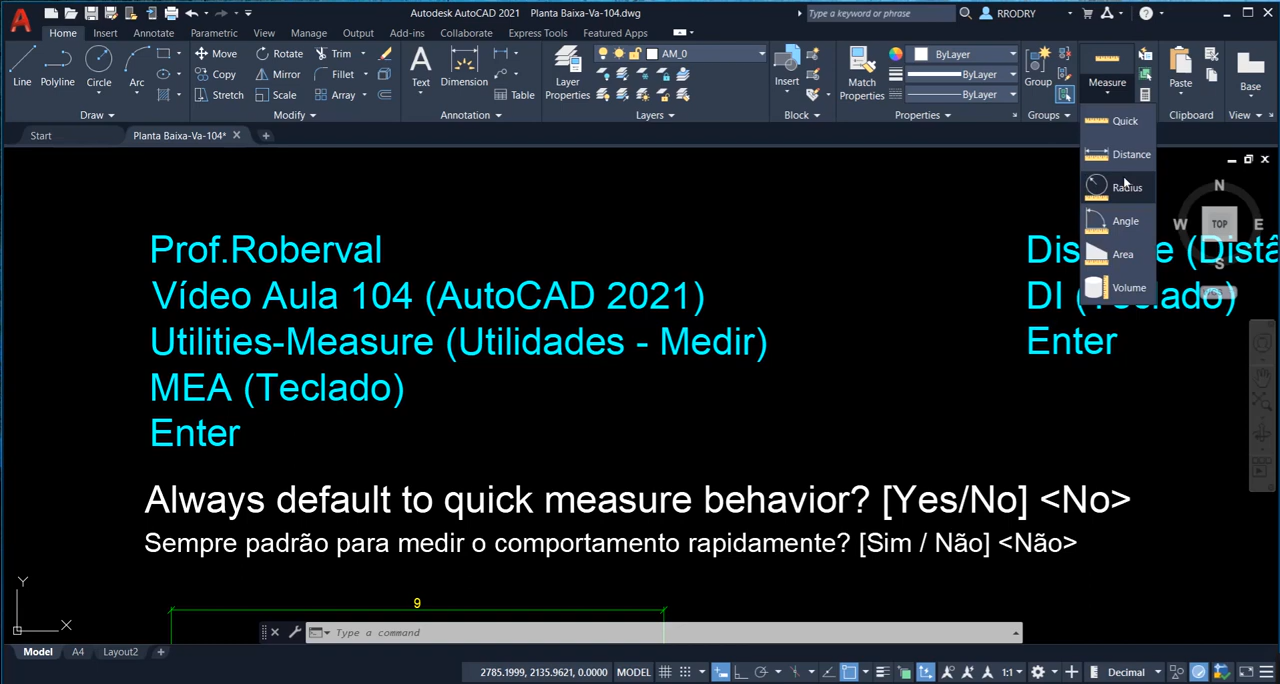 Autodesk AutoCAD 2021 Planta Baixa-Va-104.dwg
Type a keyword or phrase
RRODRY
Home Insert Annotate Parametric View Manage Output Add-ins Collaborate Express Tools Featured Apps
Line Polyline Circle Arc
Move Rotate Trim
Copy Mirror Fillet
Stretch Scale Array
Text Dimension
Table
Layer Properties
AM_0
Insert
Match Properties
ByLayer
ByLayer
ByLayer
Group
Measure
Paste
Base
Draw Modify Annotation Layers Block Properties Groups Clipboard View
Start Planta Baixa-Va-104*
Quick
Distance
Radius
Angle
Area
Volume
N
W TOP E
S
Prof.Roberval
Vídeo Aula 104 (AutoCAD 2021)
Utilities-Measure (Utilidades - Medir)
MEA (Teclado)
Enter
Enter
Always default to quick measure behavior? [Yes/No] <No>
Sempre padrão para medir o comportamento rapidamente? [Sim / Não] <Não>
9
Y
X
Type a command
Model A4 Layout2
2785.1999, 2135.9621, 0.0000 MODEL 1:1 Decimal